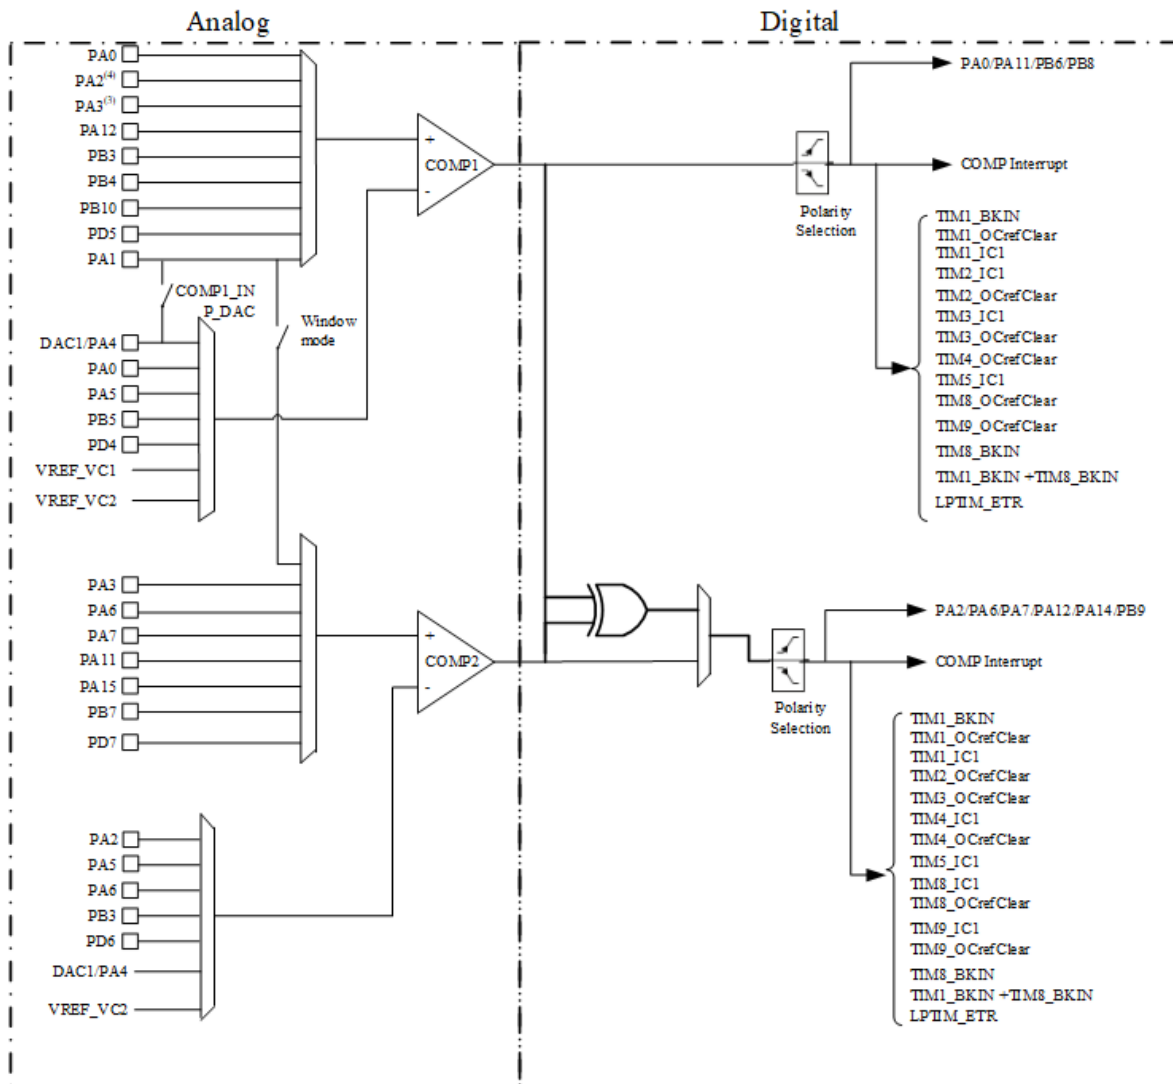 Analog
Digital
PA0
PA2(4)
PA3(3)
PA12
PB3
PB4
PB10
PD5
PA1
COMP1_IN
P_DAC
Window
mode
DAC1/PA4
PA0
PA5
PB5
PD4
VREF_VC1
VREF_VC2
+
COMP1
-
Polarity
Selection
PA0/PA11/PB6/PB8
COMP Interrupt
TIM1_BKIN
TIM1_OCrefClear
TIM1_IC1
TIM2_IC1
TIM2_OCrefClear
TIM3_IC1
TIM3_OCrefClear
TIM4_OCrefClear
TIM5_IC1
TIM8_OCrefClear
TIM9_OCrefClear
TIM8_BKIN
TIM1_BKIN +TIM8_BKIN
LPTIM_ETR
PA3
PA6
PA7
PA11
PA15
PB7
PD7
+
COMP2
-
PA2
PA5
PA6
PB3
PD6
DAC1/PA4
VREF_VC2
Polarity
Selection
PA2/PA6/PA7/PA12/PA14/PB9
COMP Interrupt
TIM1_BKIN
TIM1_OCrefClear
TIM1_IC1
TIM2_OCrefClear
TIM3_OCrefClear
TIM4_IC1
TIM4_OCrefClear
TIM5_IC1
TIM8_IC1
TIM8_OCrefClear
TIM9_IC1
TIM9_OCrefClear
TIM8_BKIN
TIM1_BKIN +TIM8_BKIN
LPTIM_ETR